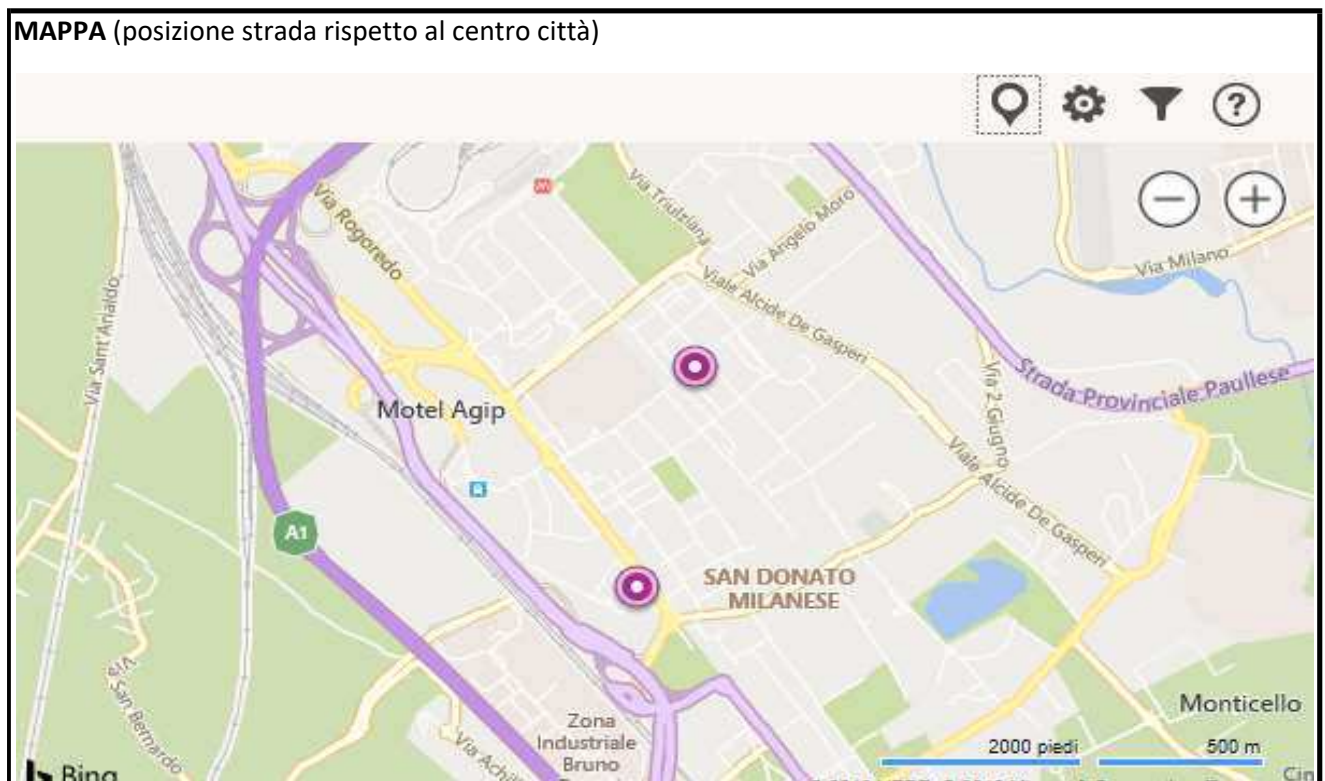 MAPPA (posizione strada rispetto al centro città)
?
Via Rogoredo
Via Triulziana
Via Angelo Moro
Via Milano
Via Sant'Arialdo
Viale Alcide De Gasperi
Strada Provinciale Paullese
Via 2 Giugno
Motel Agip
Viale Alcide De Gasperi
A1
SAN DONATO
MILANESE
Via
San Bernardo
Monticello
Zona
Industriale
Bruno
2000 piedi
500 m
Bing